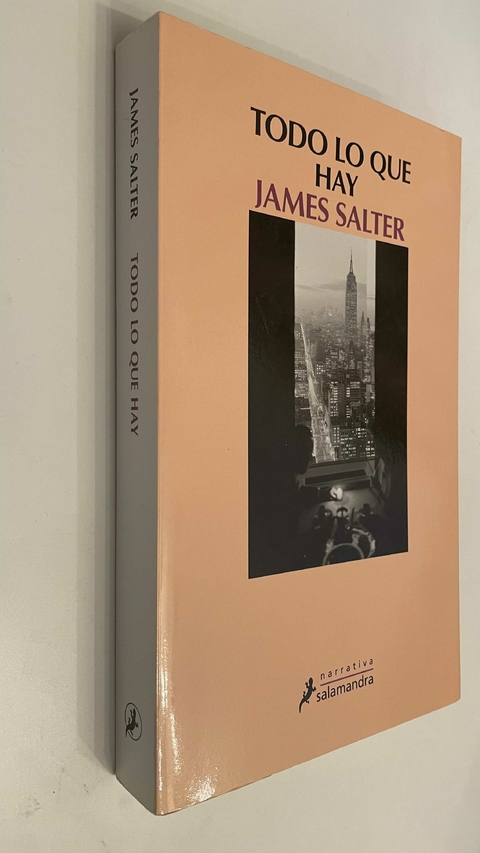 JAMES SALTER TODO LO QUE HAY
TODO LO QUE
HAY
JAMES SALTER
narrativa
salamandra